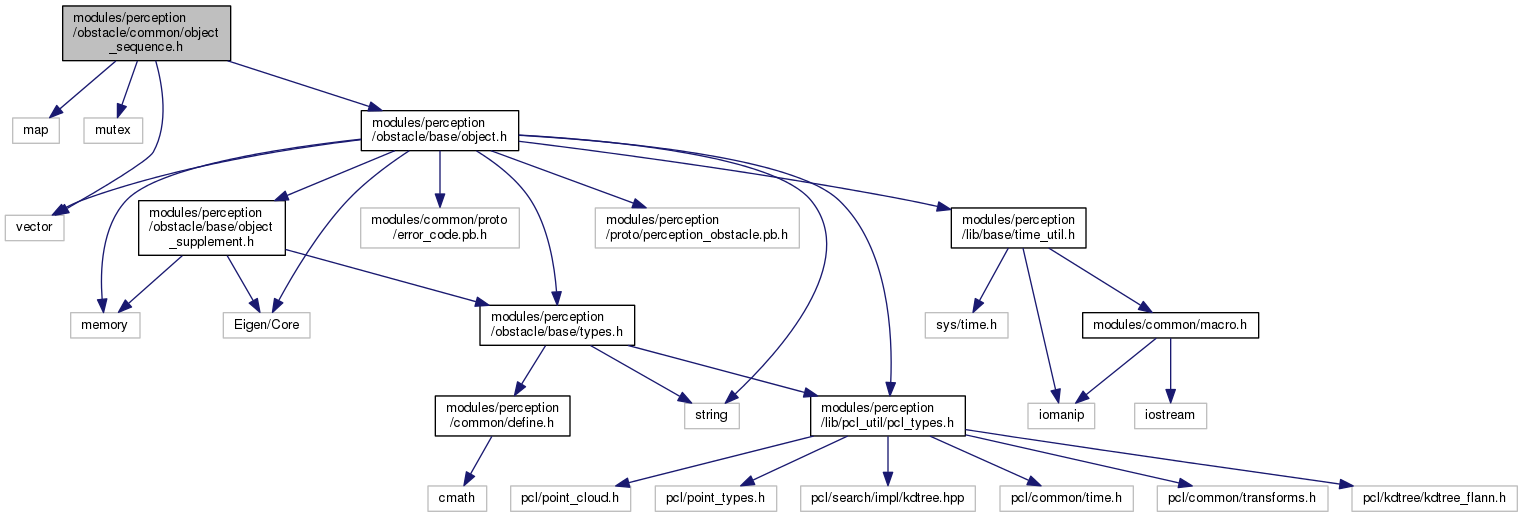 modules/perception
/obstacle/common/object
_sequence.h
map
mutex
modules/perception
/obstacle/base/object.h
vector
modules/perception
/obstacle/base/object
_supplement.h
modules/common/proto
/error_code.pb.h
modules/perception
/proto/perception_obstacle.pb.h
modules/perception
/lib/base/time_util.h
memory
Eigen/Core
modules/perception
/obstacle/base/types.h
sys/time.h
modules/common/macro.h
modules/perception
/common/define.h
string
modules/perception
/lib/pcl_util/pcl_types.h
iomanip
iostream
cmath
pcl/point_cloud.h
pcl/point_types.h
pcl/search/impl/kdtree.hpp
pcl/common/time.h
pcl/common/transforms.h
pcl/kdtree/kdtree_flann.h